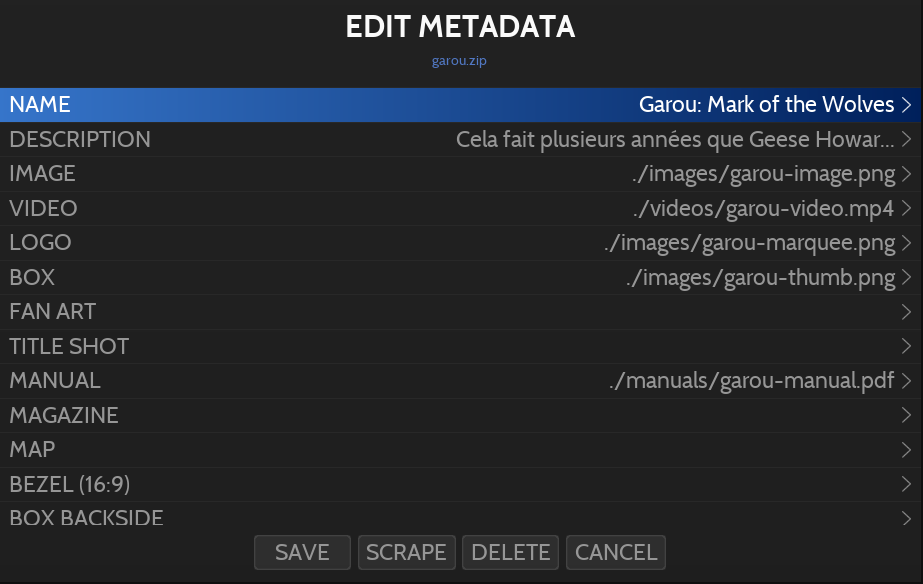 EDIT METADATA
garou.zip
NAME Garou: Mark of the Wolves
DESCRIPTION Cela fait plusieurs années que Geese Howar...
IMAGE ./images/garou-image.png
VIDEO ./videos/garou-video.mp4
LOGO ./images/garou-marquee.png
BOX ./images/garou-thumb.png
FAN ART
TITLE SHOT
MANUAL ./manuals/garou-manual.pdf
MAGAZINE
MAP
BEZEL (16:9)
BOX BACKSIDE
SAVE SCRAPE DELETE CANCEL